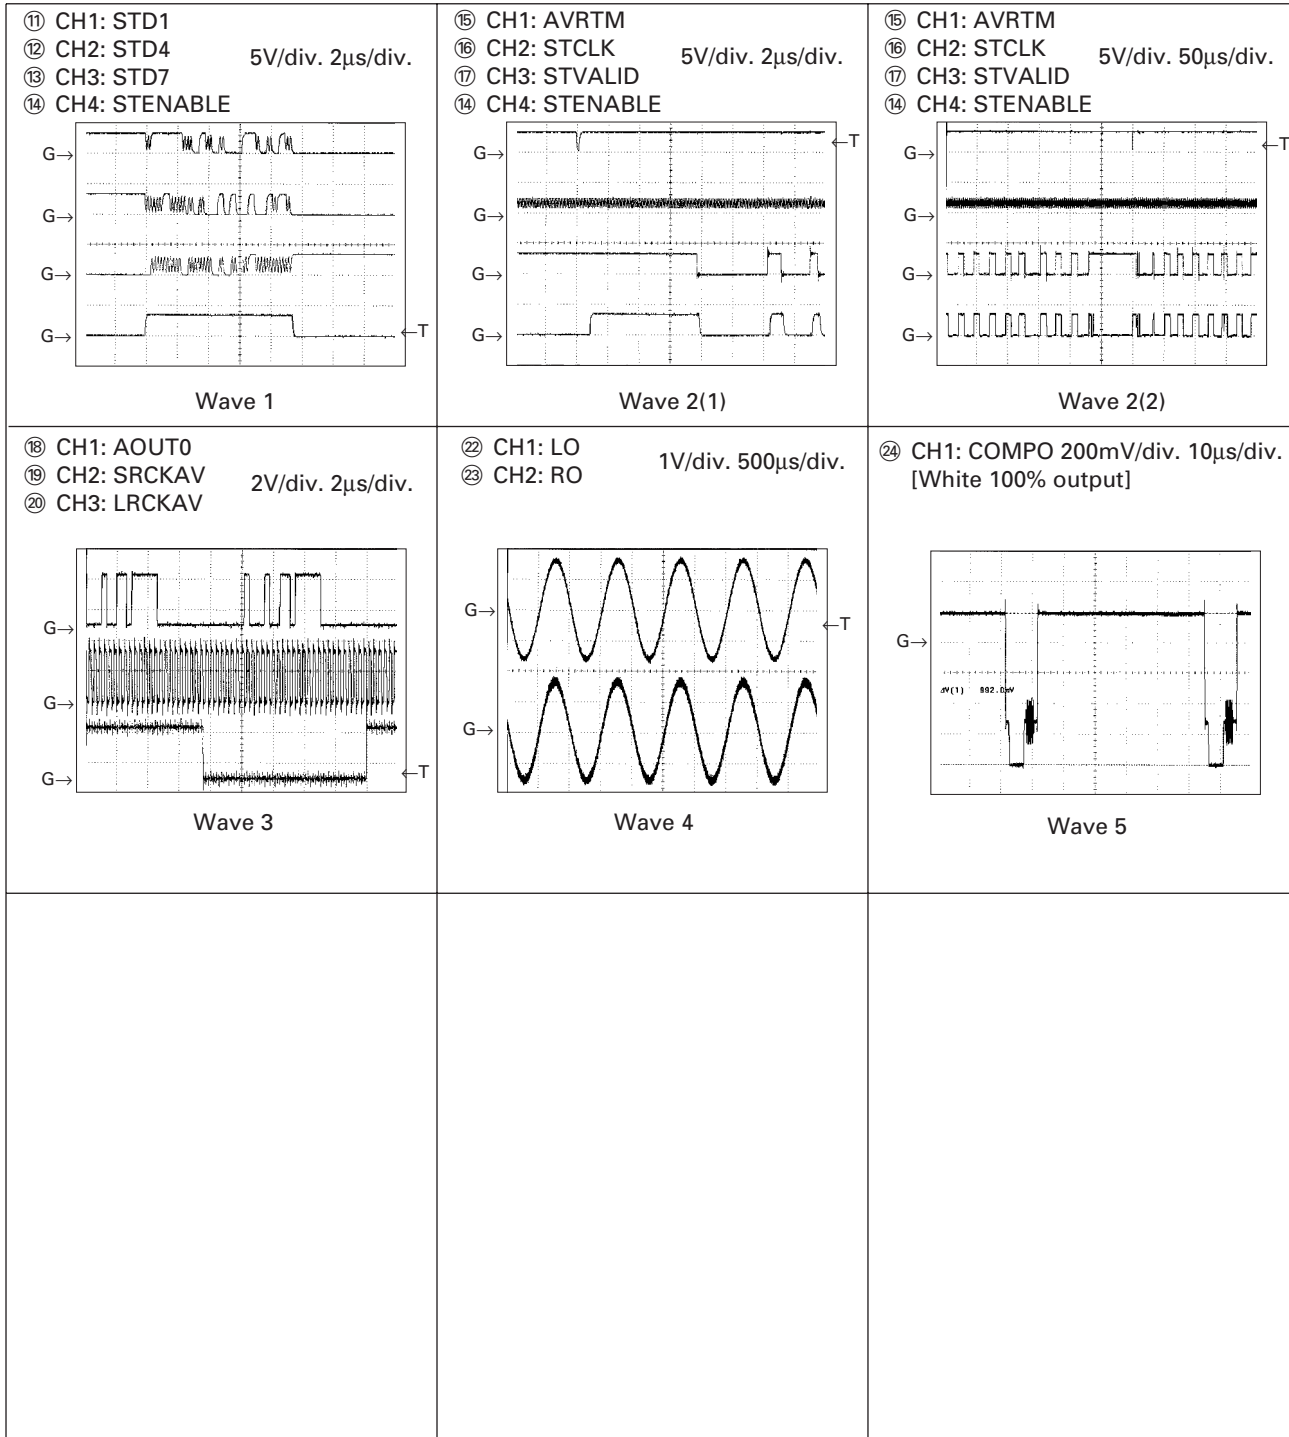 ⑪ CH1: STD1
⑫ CH2: STD4
⑬ CH3: STD7
⑭ CH4: STENABLE
5V/div. 2µs/div.
G→
G→
G→
G→
←T
Wave 1
⑮ CH1: AVRTM
⑯ CH2: STCLK
⑰ CH3: STVALID
⑭ CH4: STENABLE
5V/div. 2µs/div.
G→
G→
G→
G→
←T
Wave 2(1)
⑮ CH1: AVRTM
⑯ CH2: STCLK
⑰ CH3: STVALID
⑭ CH4: STENABLE
5V/div. 50µs/div.
G→
G→
G→
G→
←T
Wave 2(2)
⑱ CH1: AOUT0
⑲ CH2: SRCKAV
⑳ CH3: LRCKAV
2V/div. 2µs/div.
G→
G→
G→
←T
Wave 3
㉒ CH1: LO
㉓ CH2: RO
1V/div. 500µs/div.
G→
G→
←T
Wave 4
㉔ CH1: COMPO 200mV/div. 10µs/div.
[White 100% output]
G→
ΔV(1) 992.0mV
Wave 5